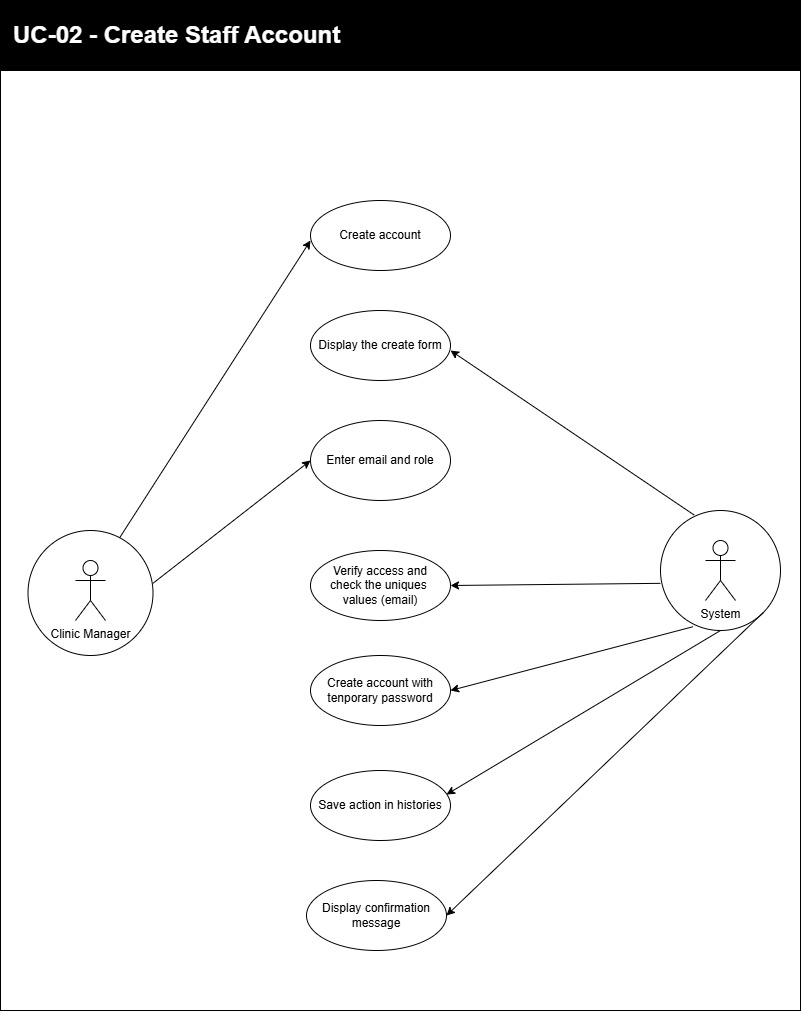 UC-02 - Create Staff Account
Create account
Display the create form
Enter email and role
Verify access and
check the uniques
values (email)
System
Clinic Manager
Create account with
tenporary password
Save action in histories
Display confirmation
message